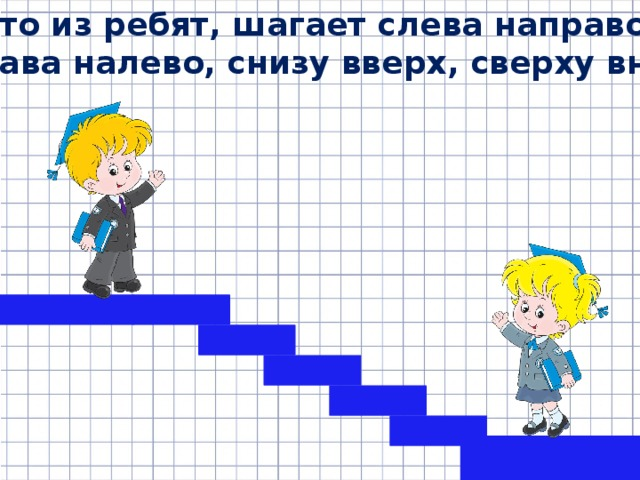 то из ребят, шагает слева направо
ава налево, снизу вверх, сверху вн